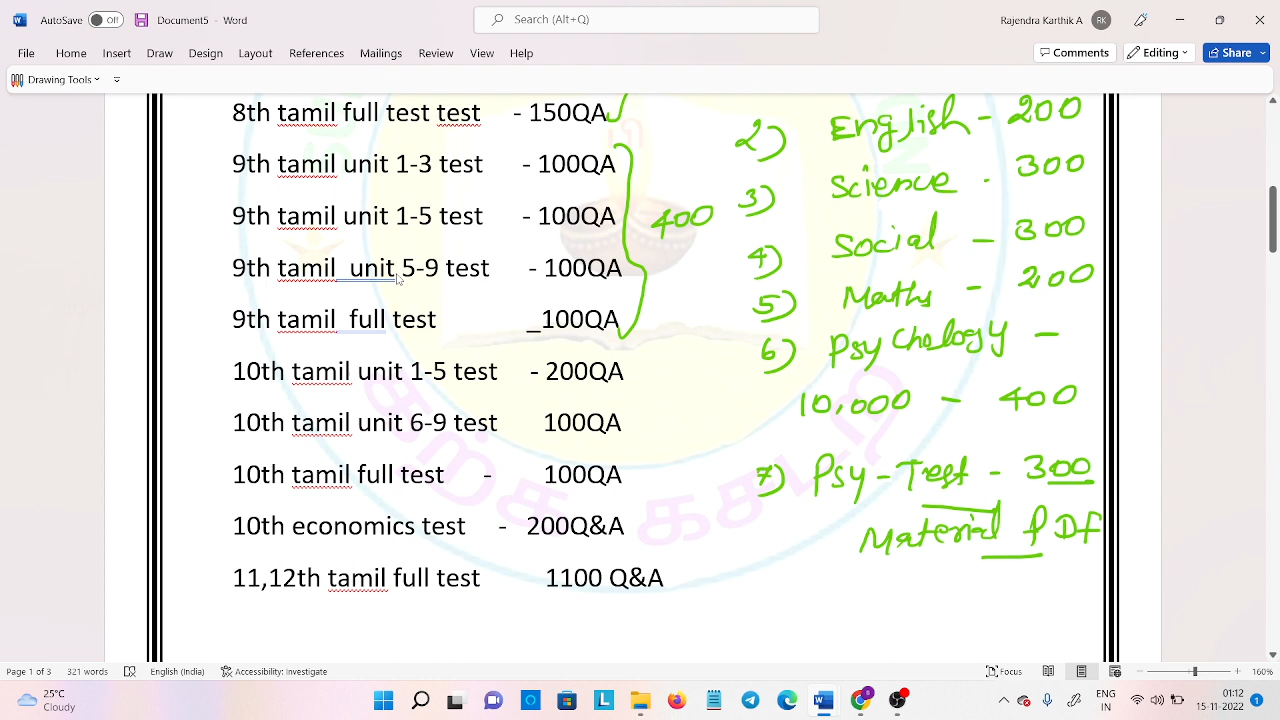 AutoSave Off Document5 - Word
Search (Alt+Q)
Rajendra Karthik A RK
File Home Insert Draw Design Layout References Mailings Review View Help
Comments Editing Share
Drawing Tools
8th tamil full test test - 150QA
9th tamil unit 1-3 test - 100QA
9th tamil unit 1-5 test - 100QA
9th tamil unit 5-9 test - 100QA
9th tamil full test _100QA
400
10th tamil unit 1-5 test - 200QA
10th tamil unit 6-9 test 100QA
10th tamil full test - 100QA
10th economics test - 200Q&A
11,12th tamil full test 1100 Q&A
2) English - 200
3) Science - 300
4) Social - 300
5) Maths - 200
6) Psychology -
10,000 - 400
7) Psy-Test - 300
Material PDF
கசடற
Page 1 of 3 321 words English (India) Accessibility: Investigate Focus 160%
25°C
Cloudy
ENG
IN
01:12
15-11-2022